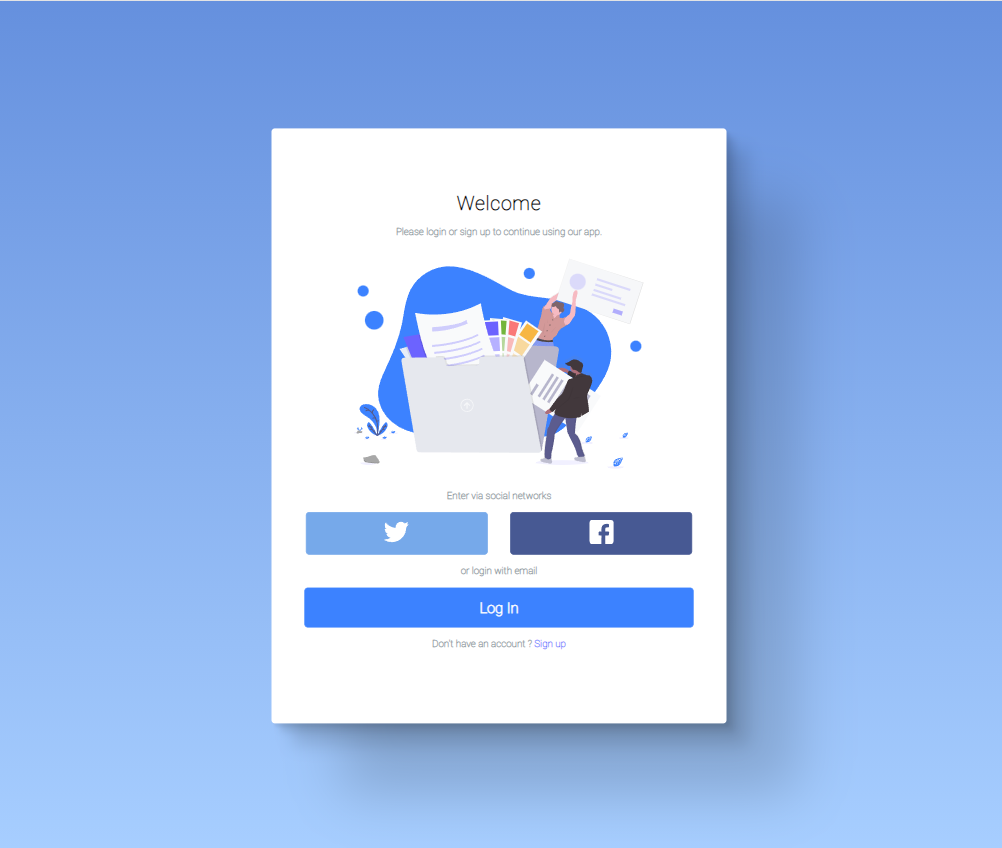 Welcome
Please login or sign up to continue using our app.
Enter via social networks
or login with email
Log In
Don't have an account ? Sign up